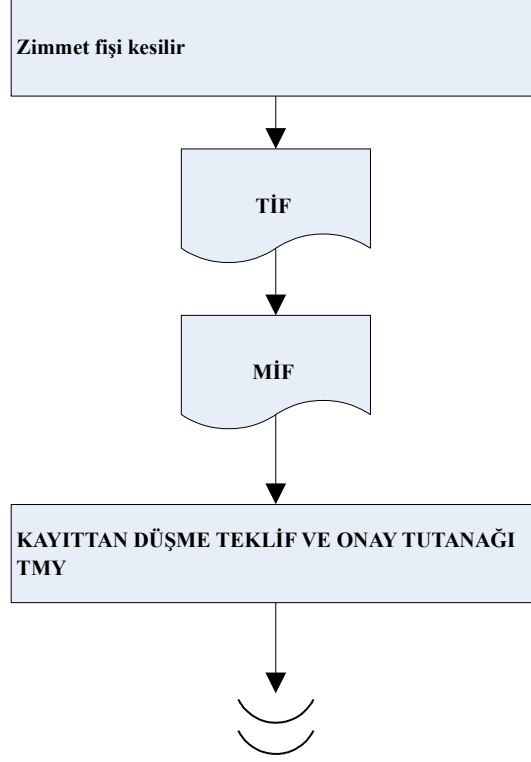 Zimmet fişi kesilir
TİF
MİF
KAYITTAN DÜŞME TEKLİF VE ONAY TUTANAĞI
TMY